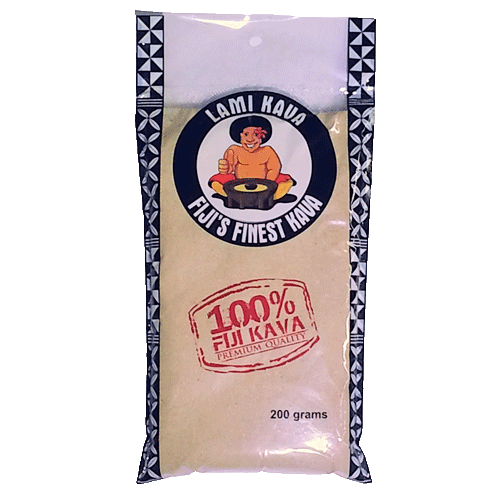 LAMI KAVA
FIJI'S FINEST KAVA
100%
FIJI KAVA
PREMIUM QUALITY
200 grams